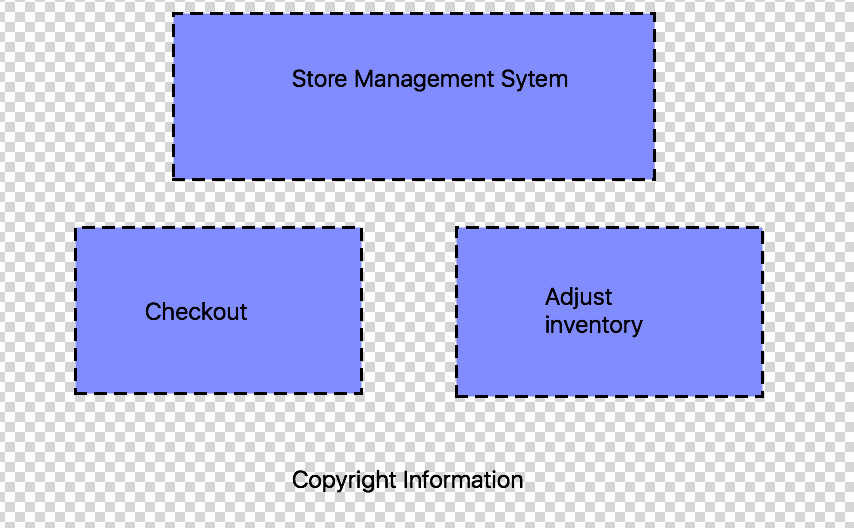 Store Management Sytem
Checkout
Adjust
inventory
Copyright Information